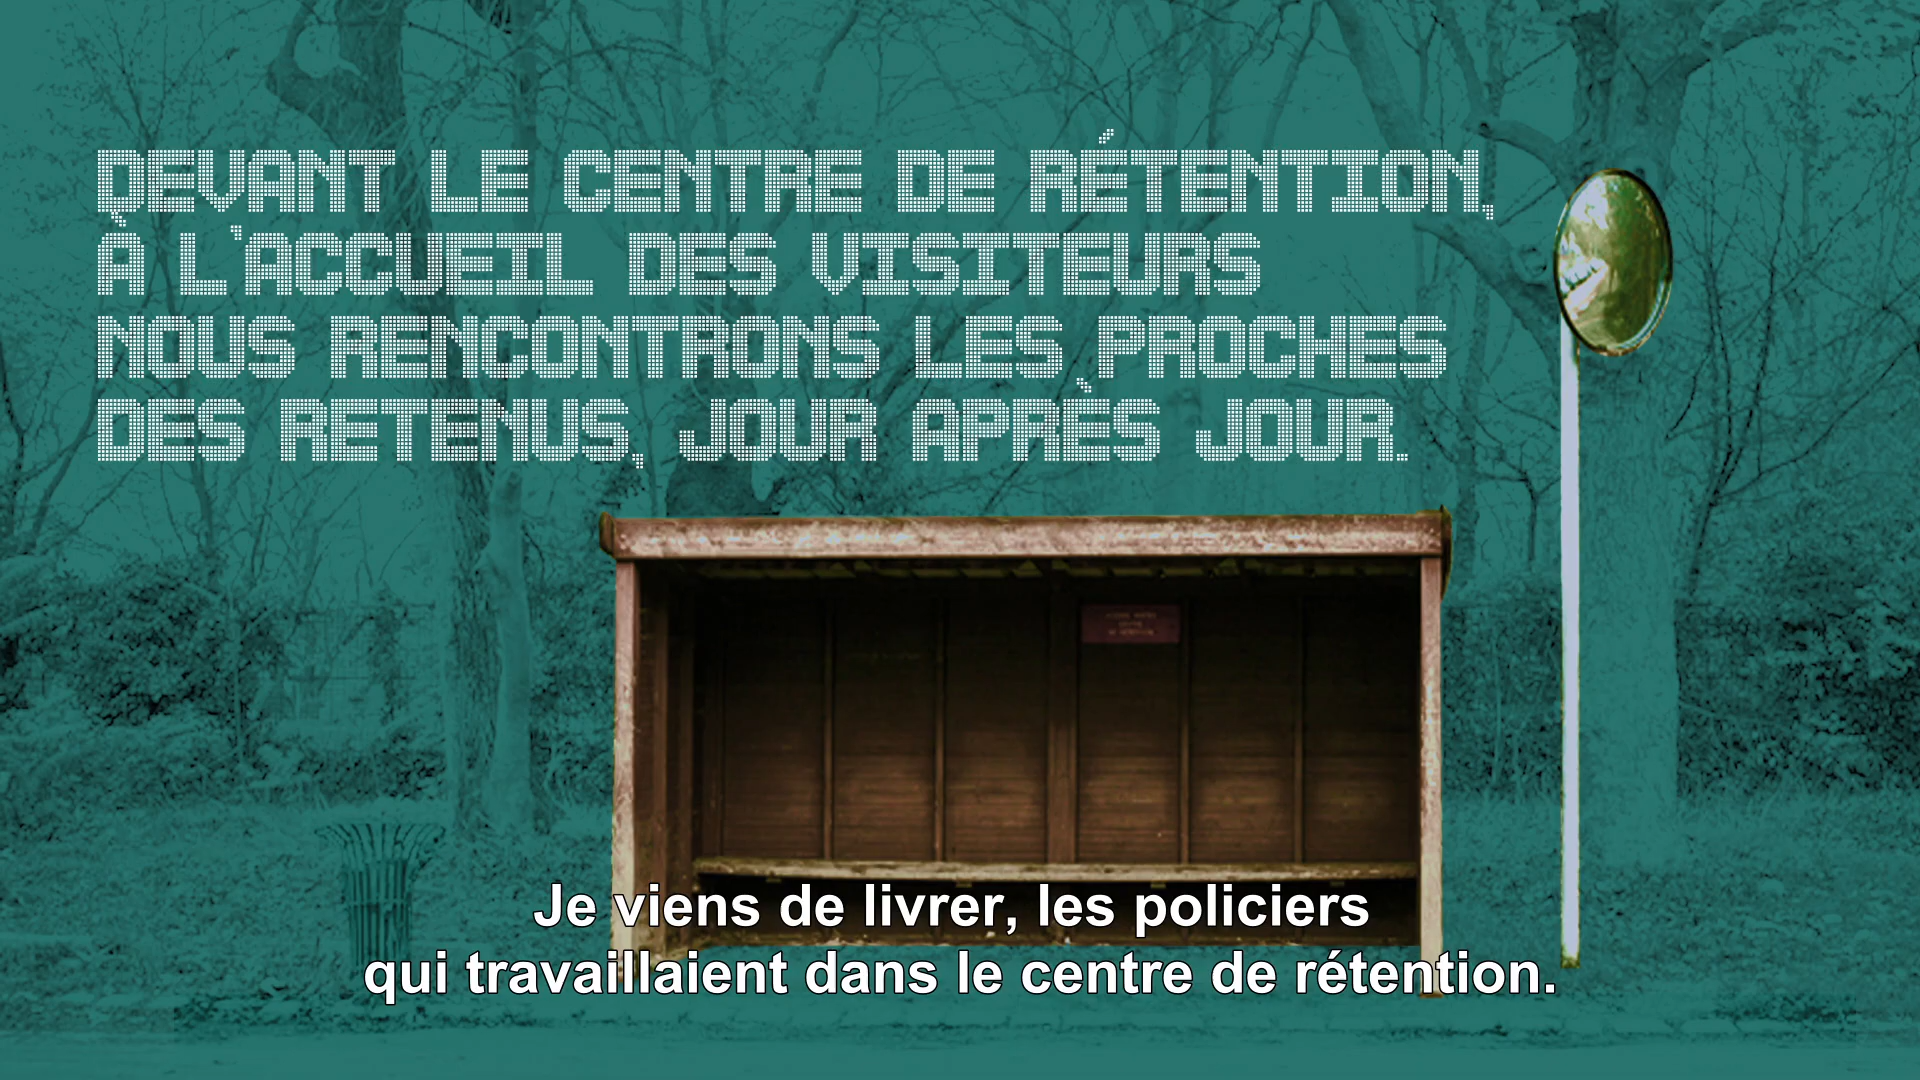 DEVANT LE CENTRE DE RÉTENTION,
À L'ACCUEIL DES VISITEURS
NOUS RENCONTRONS LES PROCHES
DES RETENUS, JOUR APRÈS JOUR.
Je viens de livrer, les policiers
qui travaillaient dans le centre de rétention.